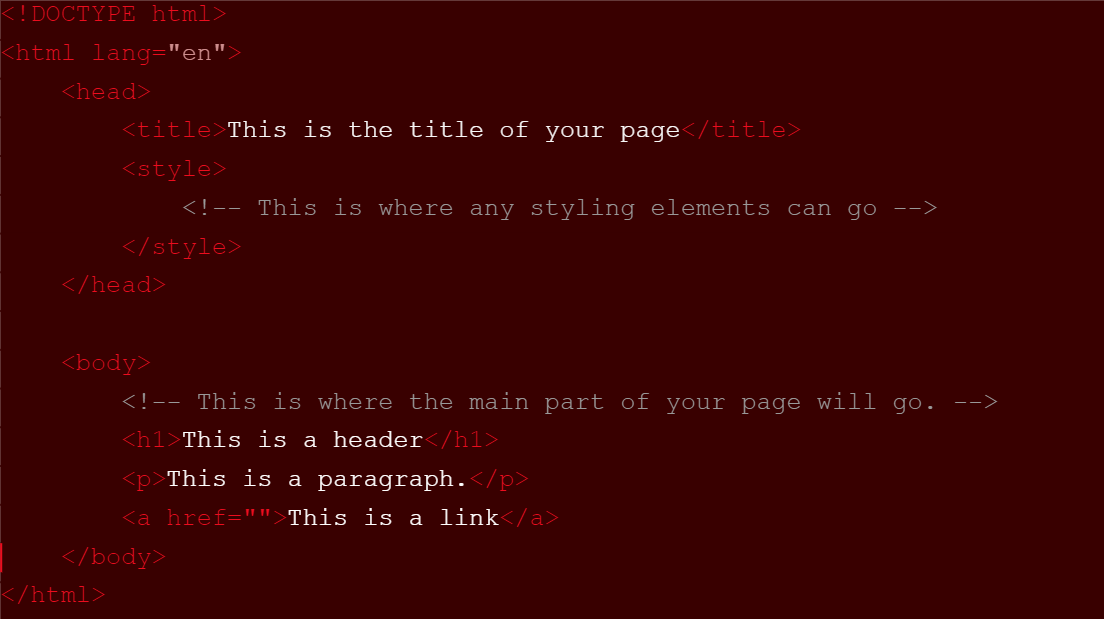 <!DOCTYPE html>
<html lang="en">
    <head>
        <title>This is the title of your page</title>
        <style>
            <!-- This is where any styling elements can go -->
        </style>
    </head>

    <body>
        <!-- This is where the main part of your page will go. -->
        <h1>This is a header</h1>
        <p>This is a paragraph.</p>
        <a href="">This is a link</a>
    </body>
</html>